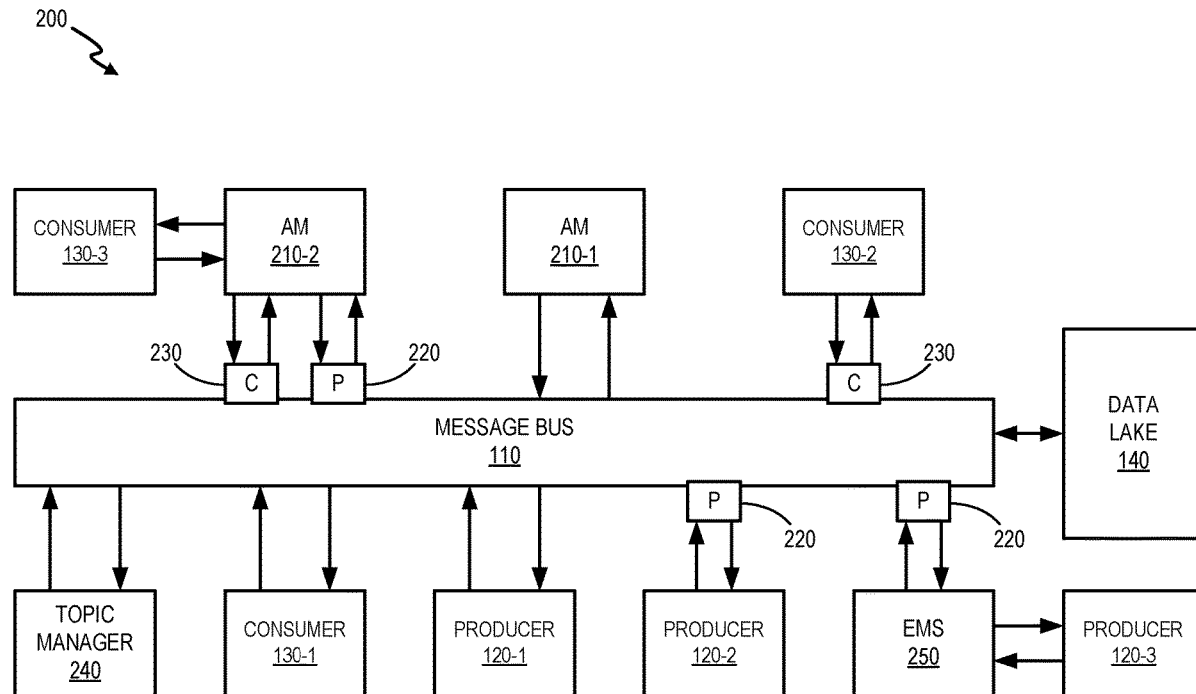 200
CONSUMER
130-3
AM
210-2
AM
210-1
CONSUMER
130-2
230
C
P
220
C
230
MESSAGE BUS
110
DATA
LAKE
140
P
220
P
220
TOPIC
MANAGER
240
CONSUMER
130-1
PRODUCER
120-1
PRODUCER
120-2
EMS
250
PRODUCER
120-3